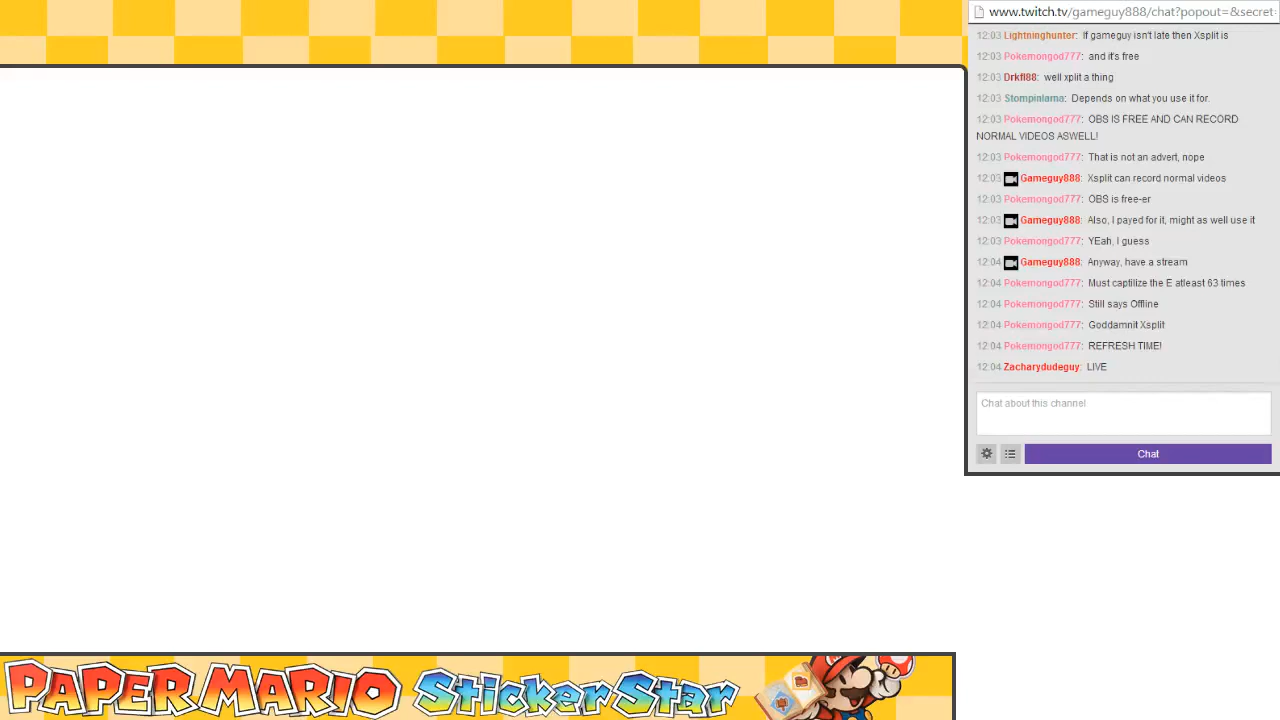 www.twitch.tv/gameguy888/chat?popout=&secret=
12:03 Lightninghunter: If gameguy isn't late then Xsplit is
12:03 Pokemongod777: and it's free
12:03 Drkfl88: well xplit a thing
12:03 Stompinlama: Depends on what you use it for.
12:03 Pokemongod777: OBS IS FREE AND CAN RECORD
NORMAL VIDEOS ASWELL!
12:03 Pokemongod777: That is not an advert, nope
12:03 Gameguy888: Xsplit can record normal videos
12:03 Pokemongod777: OBS is free-er
12:03 Gameguy888: Also, I payed for it, might as well use it
12:03 Pokemongod777: YEah, I guess
12:04 Gameguy888: Anyway, have a stream
12:04 Pokemongod777: Must captilize the E atleast 63 times
12:04 Pokemongod777: Still says Offline
12:04 Pokemongod777: Goddamnit Xsplit
12:04 Pokemongod777: REFRESH TIME!
12:04 Zacharydudeguy: LIVE
Chat about this channel
Chat
PAPER MARIO Sticker Star